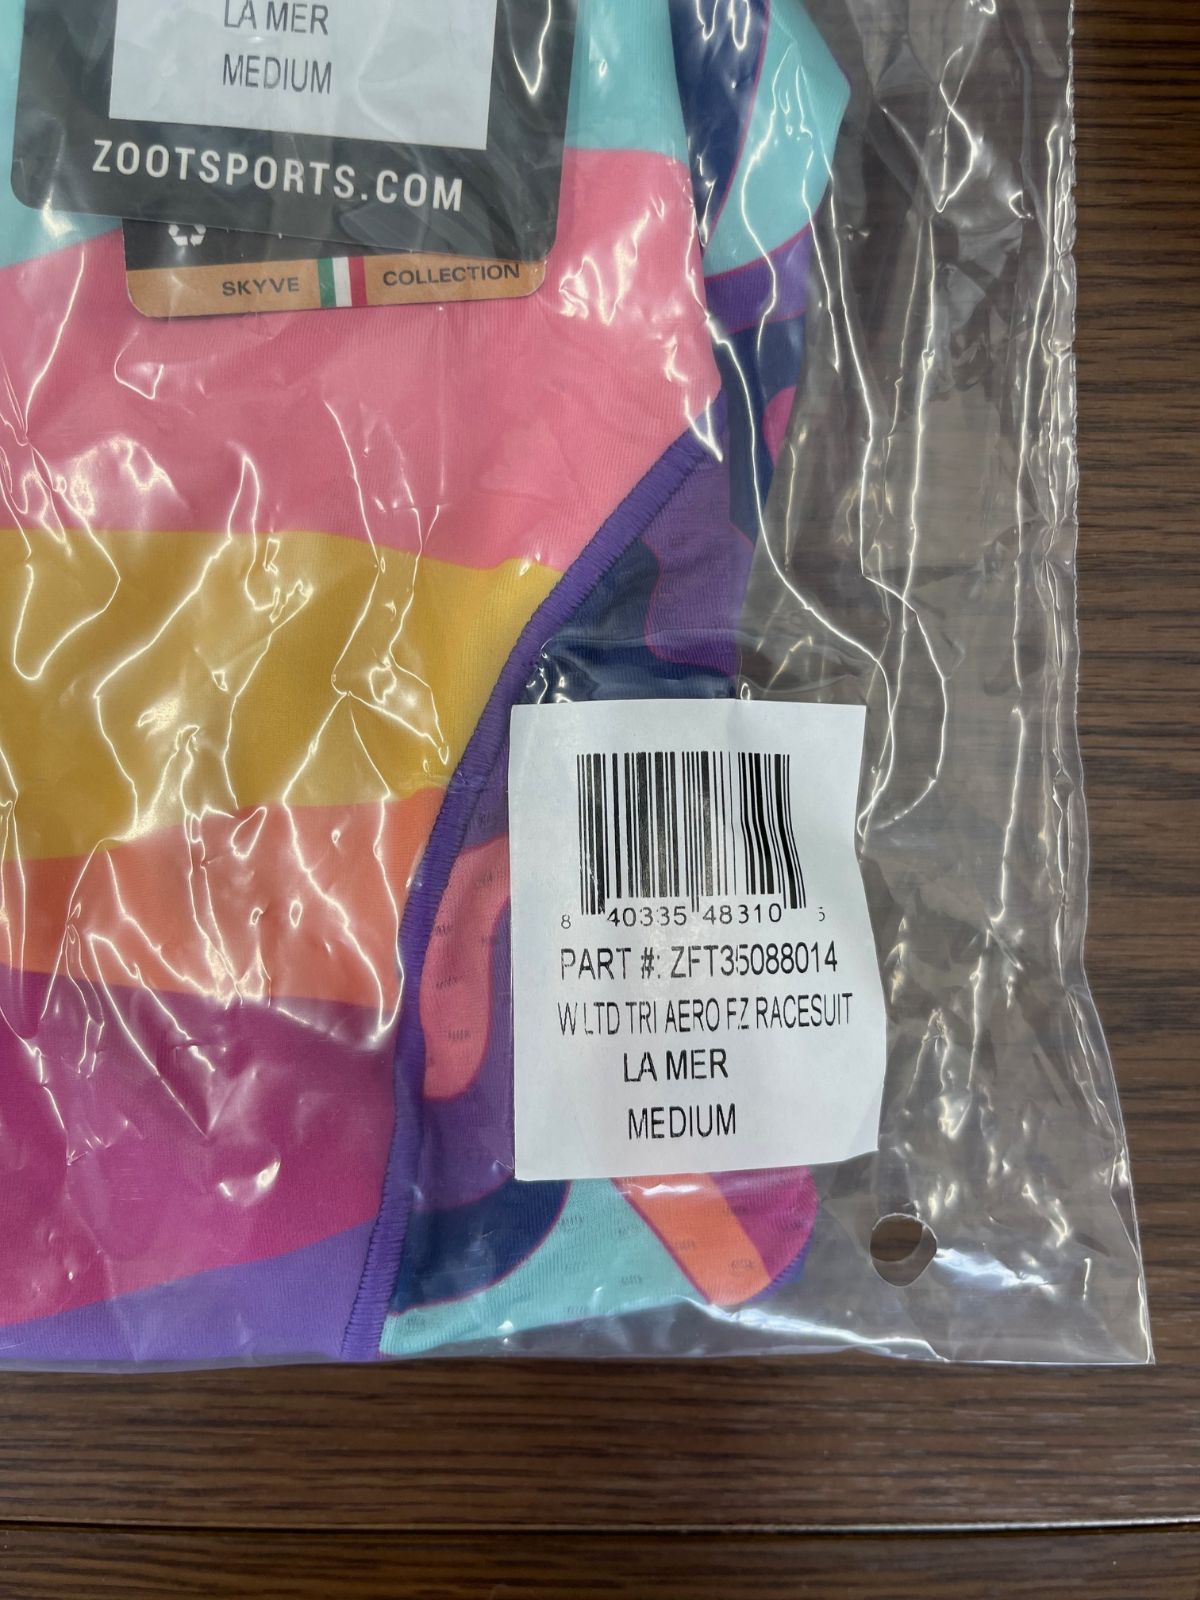 LA MER
MEDIUM
ZOOTSPORTS.COM
SKYVE COLLECTION
8 40335 48310 5
PART #: ZFT35088014
W LTD TRI AERO FZ RACESUIT
LA MER
MEDIUM